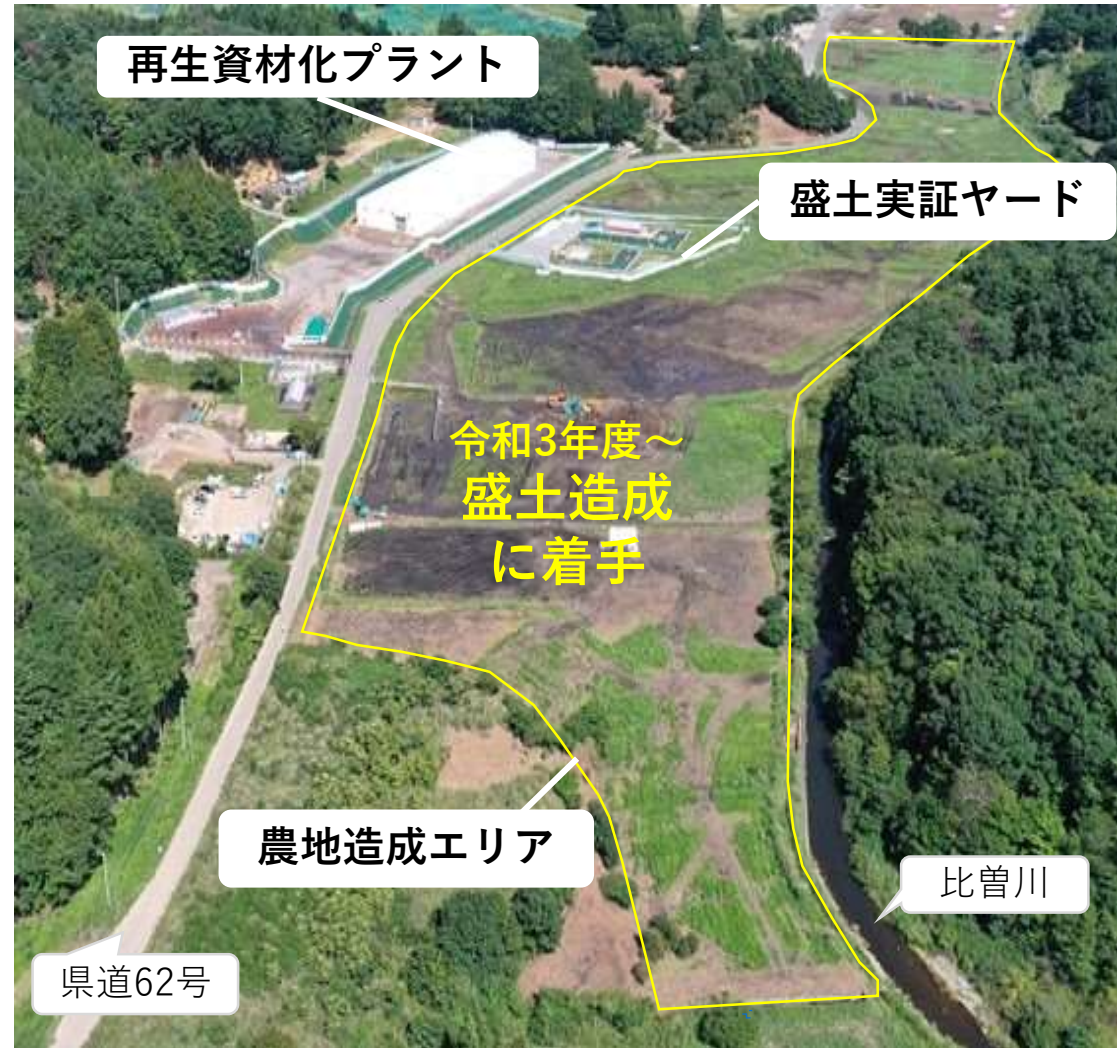 再生資材化プラント
盛土実証ヤード
令和3年度～
盛土造成
に着手
農地造成エリア
比曽川
県道62号